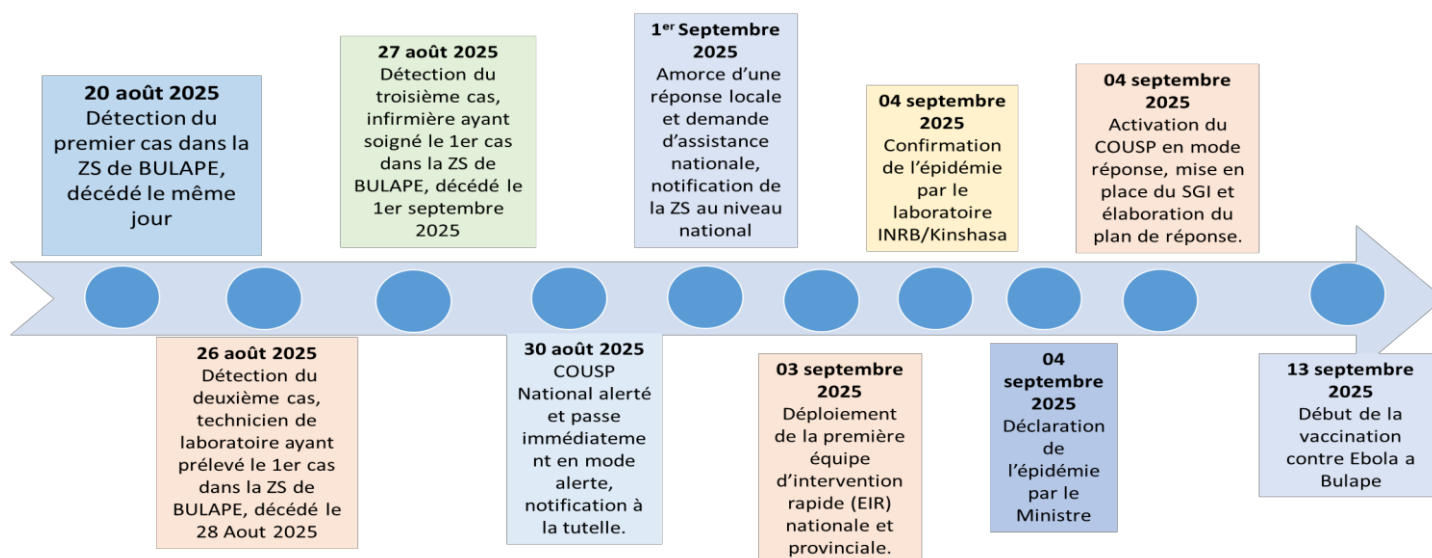 20 août 2025
Détection du
premier cas dans la
ZS de BULAPE,
décédé le même
jour
26 août 2025
Détection du
deuxième cas,
technicien de
laboratoire ayant
prélevé le 1er cas
dans la ZS de
BULAPE, décédé le
28 Aout 2025
27 août 2025
Détection du
troisième cas,
infirmière ayant
soigné le 1er cas
dans la ZS de
BULAPE, décédé le
1er septembre
2025
30 août 2025
COUSP
National alerté
et passe
immédiateme
nt en mode
alerte,
notification à
la tutelle.
1er Septembre
2025
Amorce d’une
réponse locale
et demande
d’assistance
nationale,
notification de
la ZS au niveau
national
03 septembre
2025
Déploiement
de la première
équipe
d’intervention
rapide (EIR)
nationale et
provinciale.
04 septembre
2025
Confirmation
de l’épidémie
par le
laboratoire
INRB/Kinshasa
04
septembre
2025
Déclaration
de
l’épidémie
par le
Ministre
04 septembre
2025
Activation du
COUSP en mode
réponse, mise en
place du SGI et
élaboration du
plan de réponse.
13 septembre
2025
Début de la
vaccination
contre Ebola a
Bulape